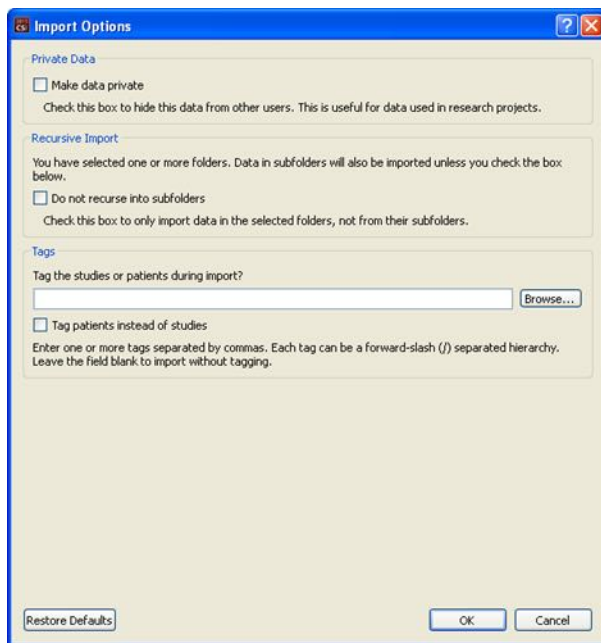 Import Options
Private Data
Make data private
Check this box to hide this data from other users. This is useful for data used in research projects.
Recursive Import
You have selected one or more folders. Data in subfolders will also be imported unless you check the box
below.
Do not recurse into subfolders
Check this box to only import data in the selected folders, not from their subfolders.
Tags
Tag the studies or patients during import?
Browse...
Tag patients instead of studies
Enter one or more tags separated by commas. Each tag can be a forward-slash (/) separated hierarchy.
Leave the field blank to import without tagging.
Restore Defaults OK Cancel